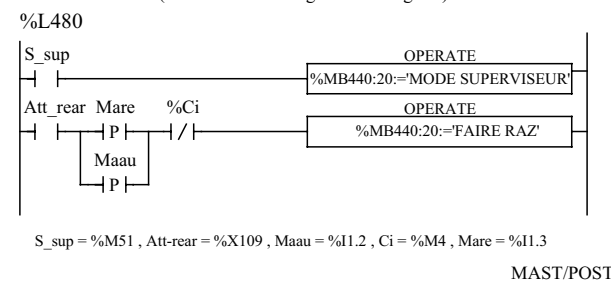 %L480
S_sup OPERATE
%MB440:20:='MODE SUPERVISEUR'
Att_rear Mare %Ci OPERATE
P / %MB440:20:='FAIRE RAZ'
Maau
P
S_sup = %M51 , Att-rear = %X109 , Maau = %I1.2 , Ci = %M4 , Mare = %I1.3
MAST/POST